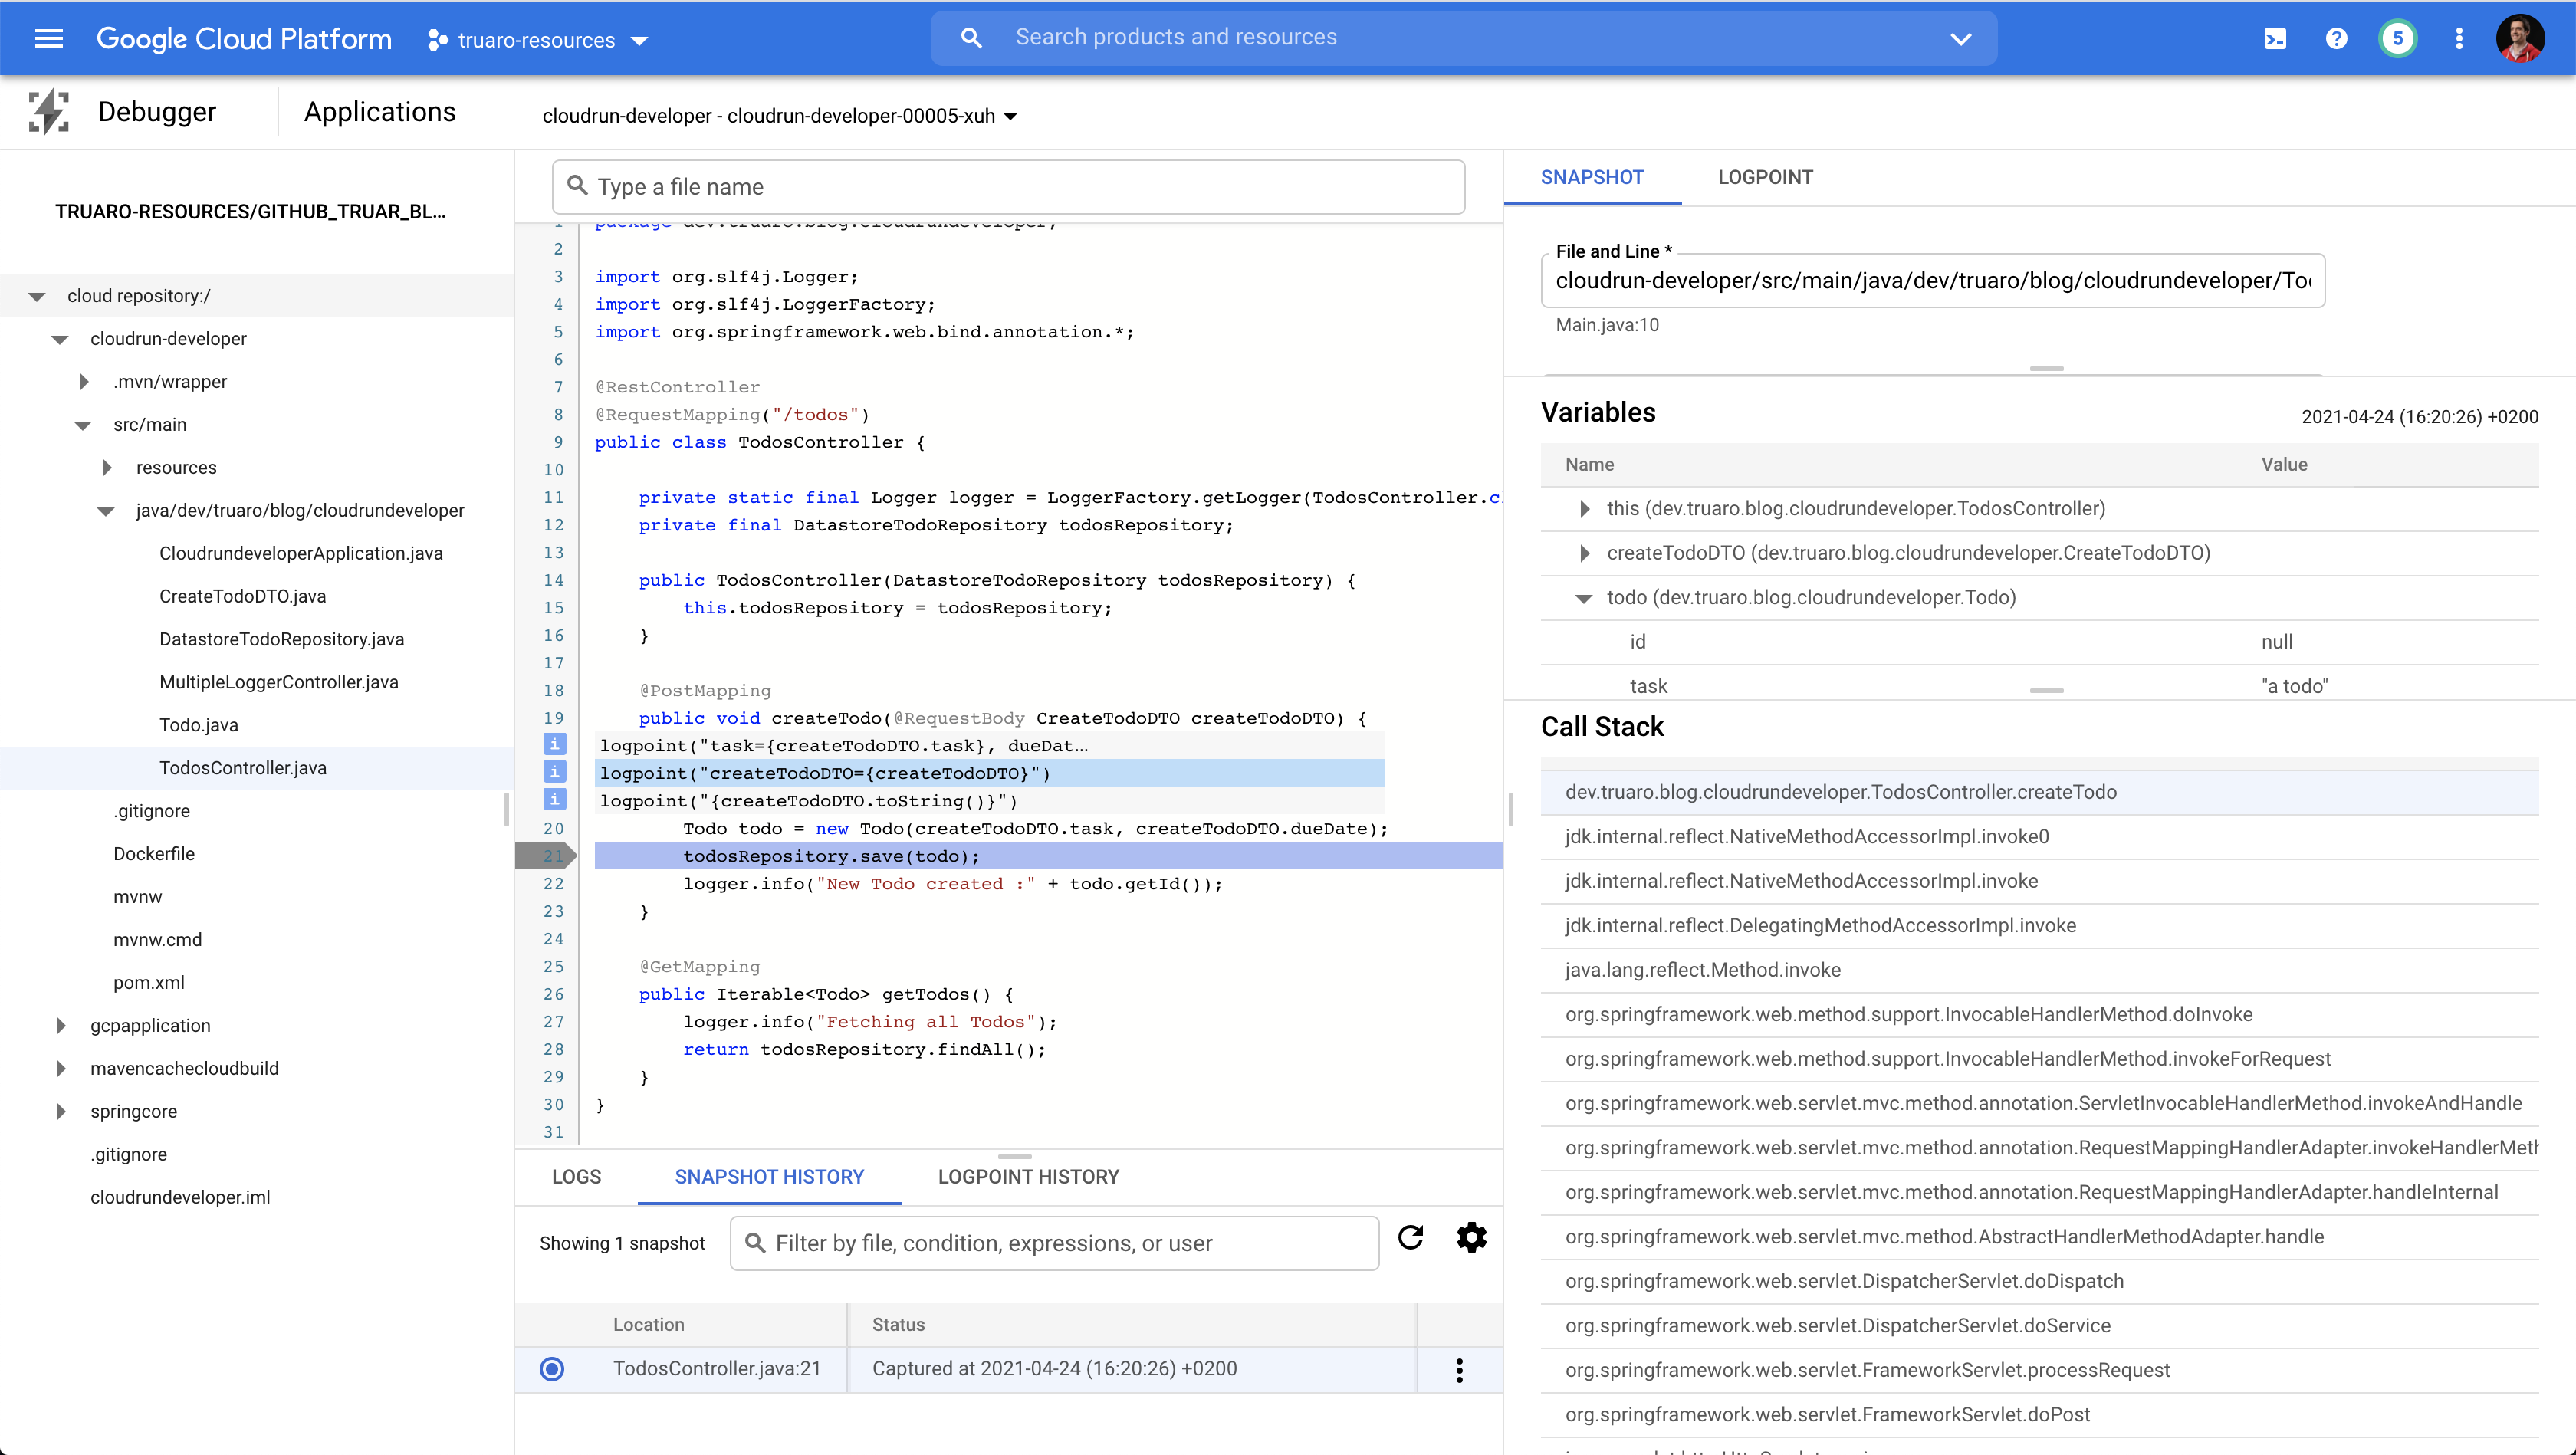 Google Cloud Platform
truaro-resources
Search products and resources
5
Debugger
Applications
cloudrun-developer - cloudrun-developer-00005-xuh
TRUARO-RESOURCES/GITHUB_TRUAR_BL...
cloud repository:/
cloudrun-developer
.mvn/wrapper
src/main
resources
java/dev/truaro/blog/cloudrundeveloper
CloudrundeveloperApplication.java
CreateTodoDTO.java
DatastoreTodoRepository.java
MultipleLoggerController.java
Todo.java
TodosController.java
.gitignore
Dockerfile
mvnw
mvnw.cmd
pom.xml
gcpapplication
mavencachecloudbuild
springcore
.gitignore
cloudrundeveloper.iml
Type a file name
1 package dev.truaro.blog.cloudrundeveloper;
2
3 import org.slf4j.Logger;
4 import org.slf4j.LoggerFactory;
5 import org.springframework.web.bind.annotation.*;
6
7 @RestController
8 @RequestMapping("/todos")
9 public class TodosController {
10
11 private static final Logger logger = LoggerFactory.getLogger(TodosController.c
12 private final DatastoreTodoRepository todosRepository;
13
14 public TodosController(DatastoreTodoRepository todosRepository) {
15 this.todosRepository = todosRepository;
16 }
17
18 @PostMapping
19 public void createTodo(@RequestBody CreateTodoDTO createTodoDTO) {
i logpoint("task={createTodoDTO.task}, dueDat...
i logpoint("createTodoDTO={createTodoDTO}")
i logpoint("{createTodoDTO.toString()}")
20 Todo todo = new Todo(createTodoDTO.task, createTodoDTO.dueDate);
21 todosRepository.save(todo);
22 logger.info("New Todo created :" + todo.getId());
23 }
24
25 @GetMapping
26 public Iterable<Todo> getTodos() {
27 logger.info("Fetching all Todos");
28 return todosRepository.findAll();
29 }
30 }
31
LOGS
SNAPSHOT HISTORY
LOGPOINT HISTORY
Showing 1 snapshot
Filter by file, condition, expressions, or user
Location
Status
TodosController.java:21
Captured at 2021-04-24 (16:20:26) +0200
SNAPSHOT
LOGPOINT
File and Line *
cloudrun-developer/src/main/java/dev/truaro/blog/cloudrundeveloper/To
Main.java:10
Variables
2021-04-24 (16:20:26) +0200
Name
Value
this (dev.truaro.blog.cloudrundeveloper.TodosController)
createTodoDTO (dev.truaro.blog.cloudrundeveloper.CreateTodoDTO)
todo (dev.truaro.blog.cloudrundeveloper.Todo)
id null
task "a todo"
Call Stack
dev.truaro.blog.cloudrundeveloper.TodosController.createTodo
jdk.internal.reflect.NativeMethodAccessorImpl.invoke0
jdk.internal.reflect.NativeMethodAccessorImpl.invoke
jdk.internal.reflect.DelegatingMethodAccessorImpl.invoke
java.lang.reflect.Method.invoke
org.springframework.web.method.support.InvocableHandlerMethod.doInvoke
org.springframework.web.method.support.InvocableHandlerMethod.invokeForRequest
org.springframework.web.servlet.mvc.method.annotation.ServletInvocableHandlerMethod.invokeAndHandle
org.springframework.web.servlet.mvc.method.annotation.RequestMappingHandlerAdapter.invokeHandlerMeth
org.springframework.web.servlet.mvc.method.annotation.RequestMappingHandlerAdapter.handleInternal
org.springframework.web.servlet.mvc.method.AbstractHandlerMethodAdapter.handle
org.springframework.web.servlet.DispatcherServlet.doDispatch
org.springframework.web.servlet.DispatcherServlet.doService
org.springframework.web.servlet.FrameworkServlet.processRequest
org.springframework.web.servlet.FrameworkServlet.doPost